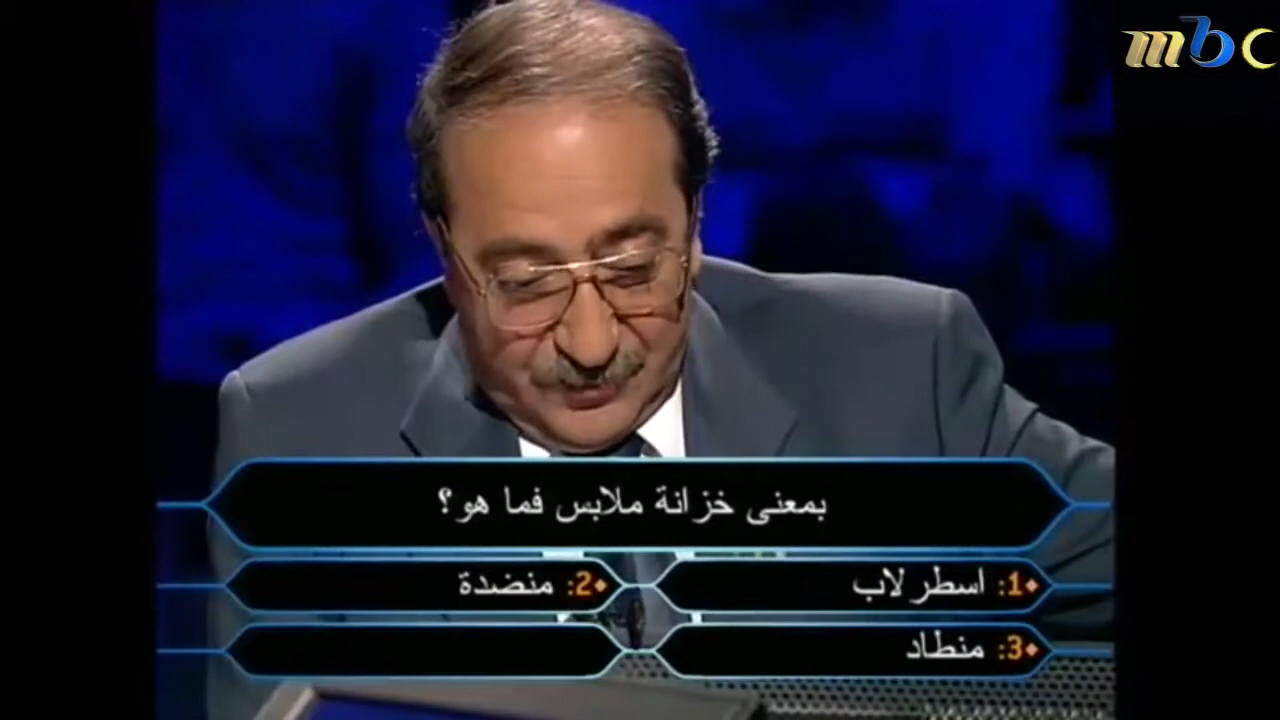 mbc
بمعنى خزانة ملابس فما هو؟
1: اسطرلاب
2: منضدة
3: منطاد